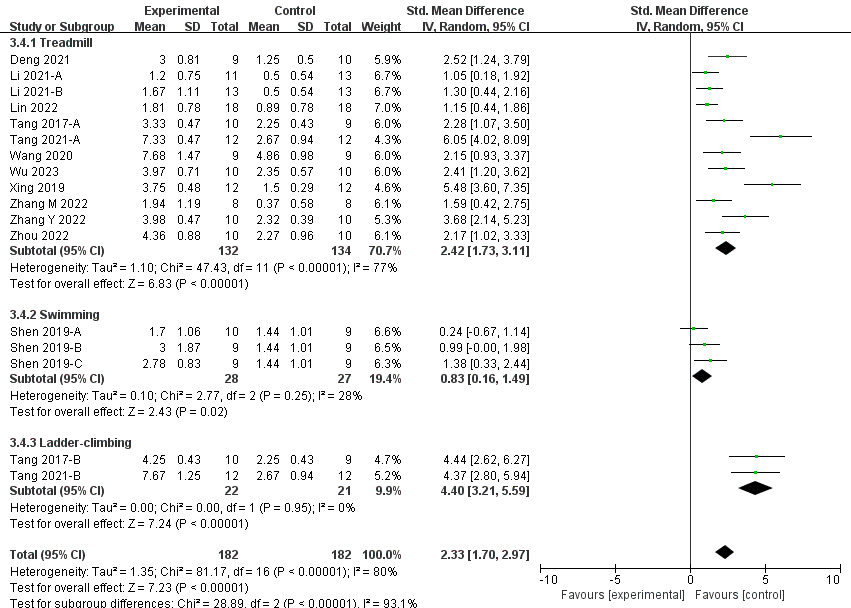 Experimental Control Std. Mean Difference Std. Mean Difference
Study or Subgroup Mean SD Total Mean SD Total Weight IV, Random, 95% CI IV, Random, 95% CI
3.4.1 Treadmill
Deng 2021 3 0.81 9 1.25 0.5 10 5.9% 2.52 [1.24, 3.79]
Li 2021-A 1.2 0.75 11 0.5 0.54 13 6.7% 1.05 [0.18, 1.92]
Li 2021-B 1.67 1.11 13 0.5 0.54 13 6.7% 1.30 [0.44, 2.16]
Lin 2022 1.81 0.78 18 0.89 0.78 18 6.9% 1.15 [0.44, 1.86]
Tang 2017-A 3.33 0.47 10 2.25 0.43 9 6.0% 2.28 [1.07, 3.50]
Tang 2021-A 7.33 0.47 12 2.67 0.94 12 4.3% 6.05 [4.02, 8.09]
Wang 2020 7.68 1.47 9 4.86 0.98 9 6.0% 2.15 [0.93, 3.37]
Wu 2023 3.97 0.71 10 2.35 0.57 10 6.0% 2.41 [1.20, 3.62]
Xing 2019 3.75 0.48 12 1.5 0.29 12 4.6% 5.48 [3.60, 7.35]
Zhang M 2022 1.94 1.19 8 0.37 0.58 8 6.1% 1.59 [0.42, 2.75]
Zhang Y 2022 3.98 0.47 10 2.32 0.39 10 5.3% 3.68 [2.14, 5.23]
Zhou 2022 4.36 0.88 10 2.27 0.96 10 6.1% 2.17 [1.02, 3.33]
Subtotal (95% CI) 132 134 70.7% 2.42 [1.73, 3.11]
Heterogeneity: Tau² = 1.10; Chi² = 47.43, df = 11 (P < 0.00001); I² = 77%
Test for overall effect: Z = 6.83 (P < 0.00001)
3.4.2 Swimming
Shen 2019-A 1.7 1.06 10 1.44 1.01 9 6.6% 0.24 [-0.67, 1.14]
Shen 2019-B 3 1.87 9 1.44 1.01 9 6.5% 0.99 [-0.00, 1.98]
Shen 2019-C 2.78 0.83 9 1.44 1.01 9 6.3% 1.38 [0.33, 2.44]
Subtotal (95% CI) 28 27 19.4% 0.83 [0.16, 1.49]
Heterogeneity: Tau² = 0.10; Chi² = 2.77, df = 2 (P = 0.25); I² = 28%
Test for overall effect: Z = 2.43 (P = 0.02)
3.4.3 Ladder-climbing
Tang 2017-B 4.25 0.43 10 2.25 0.43 9 4.7% 4.44 [2.62, 6.27]
Tang 2021-B 7.67 1.25 12 2.67 0.94 12 5.2% 4.37 [2.80, 5.94]
Subtotal (95% CI) 22 21 9.9% 4.40 [3.21, 5.59]
Heterogeneity: Tau² = 0.00; Chi² = 0.00, df = 1 (P = 0.95); I² = 0%
Test for overall effect: Z = 7.24 (P < 0.00001)
Total (95% CI) 182 182 100.0% 2.33 [1.70, 2.97]
Heterogeneity: Tau² = 1.35; Chi² = 81.17, df = 16 (P < 0.00001); I² = 80%
Test for overall effect: Z = 7.23 (P < 0.00001)
Test for subgroup differences: Chi² = 28.89, df = 2 (P < 0.00001), I² = 93.1%
-10 -5 0 5 10
Favours [experimental] Favours [control]